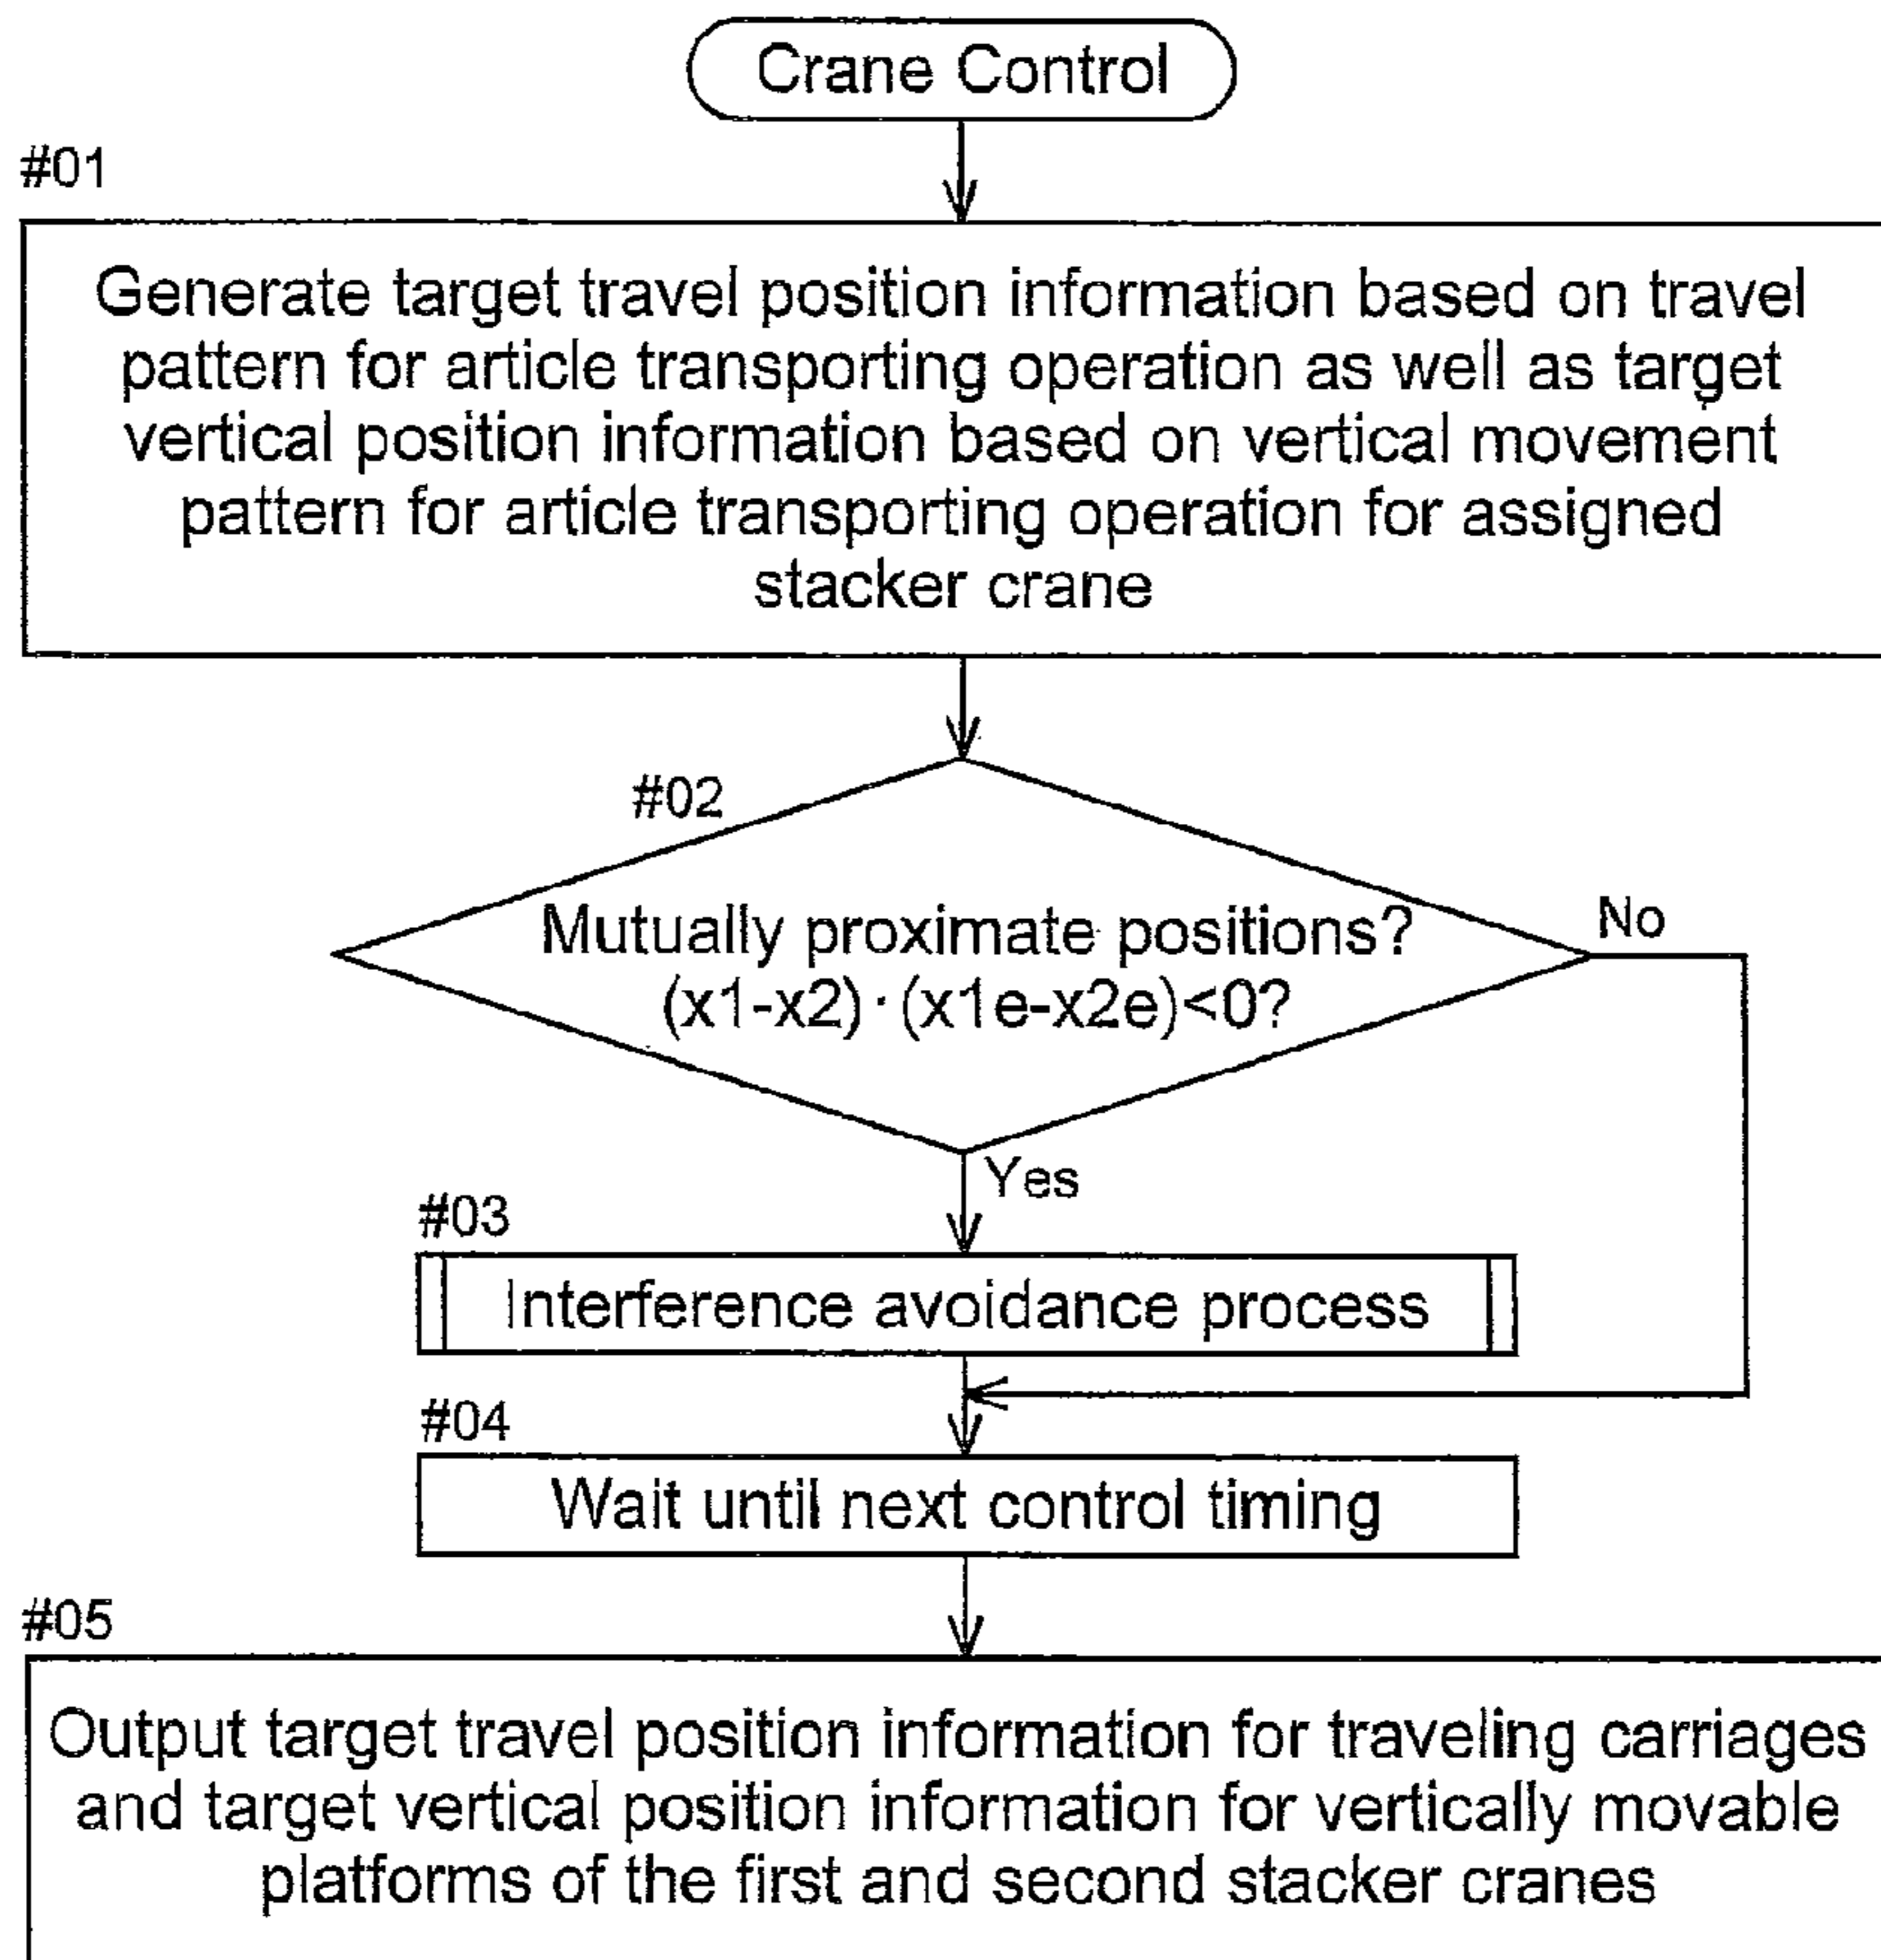 Crane Control
#01
Generate target travel position information based on travel
pattern for article transporting operation as well as target
vertical position information based on vertical movement
pattern for article transporting operation for assigned
stacker crane
#02
Mutually proximate positions?
(x1-x2)·(x1e-x2e)<0?
No
Yes
#03
Interference avoidance process
#04
Wait until next control timing
#05
Output target travel position information for traveling carriages
and target vertical position information for vertically movable
platforms of the first and second stacker cranes